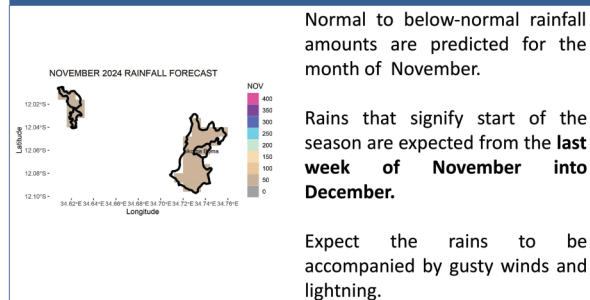 Normal to below-normal rainfall
amounts are predicted for the
month of November.
Rains that signify start of the
season are expected from the last
week of November into
December.
Expect the rains to be
accompanied by gusty winds and
lightning.
NOVEMBER 2024 RAINFALL FORECAST
NOV
400
350
300
250
200
150
100
50
0
Latitude
12.02°S
12.04°S
12.06°S
12.08°S
12.10°S
34.62°E 34.64°E 34.66°E 34.68°E 34.70°E 34.72°E 34.74°E 34.76°E
Longitude